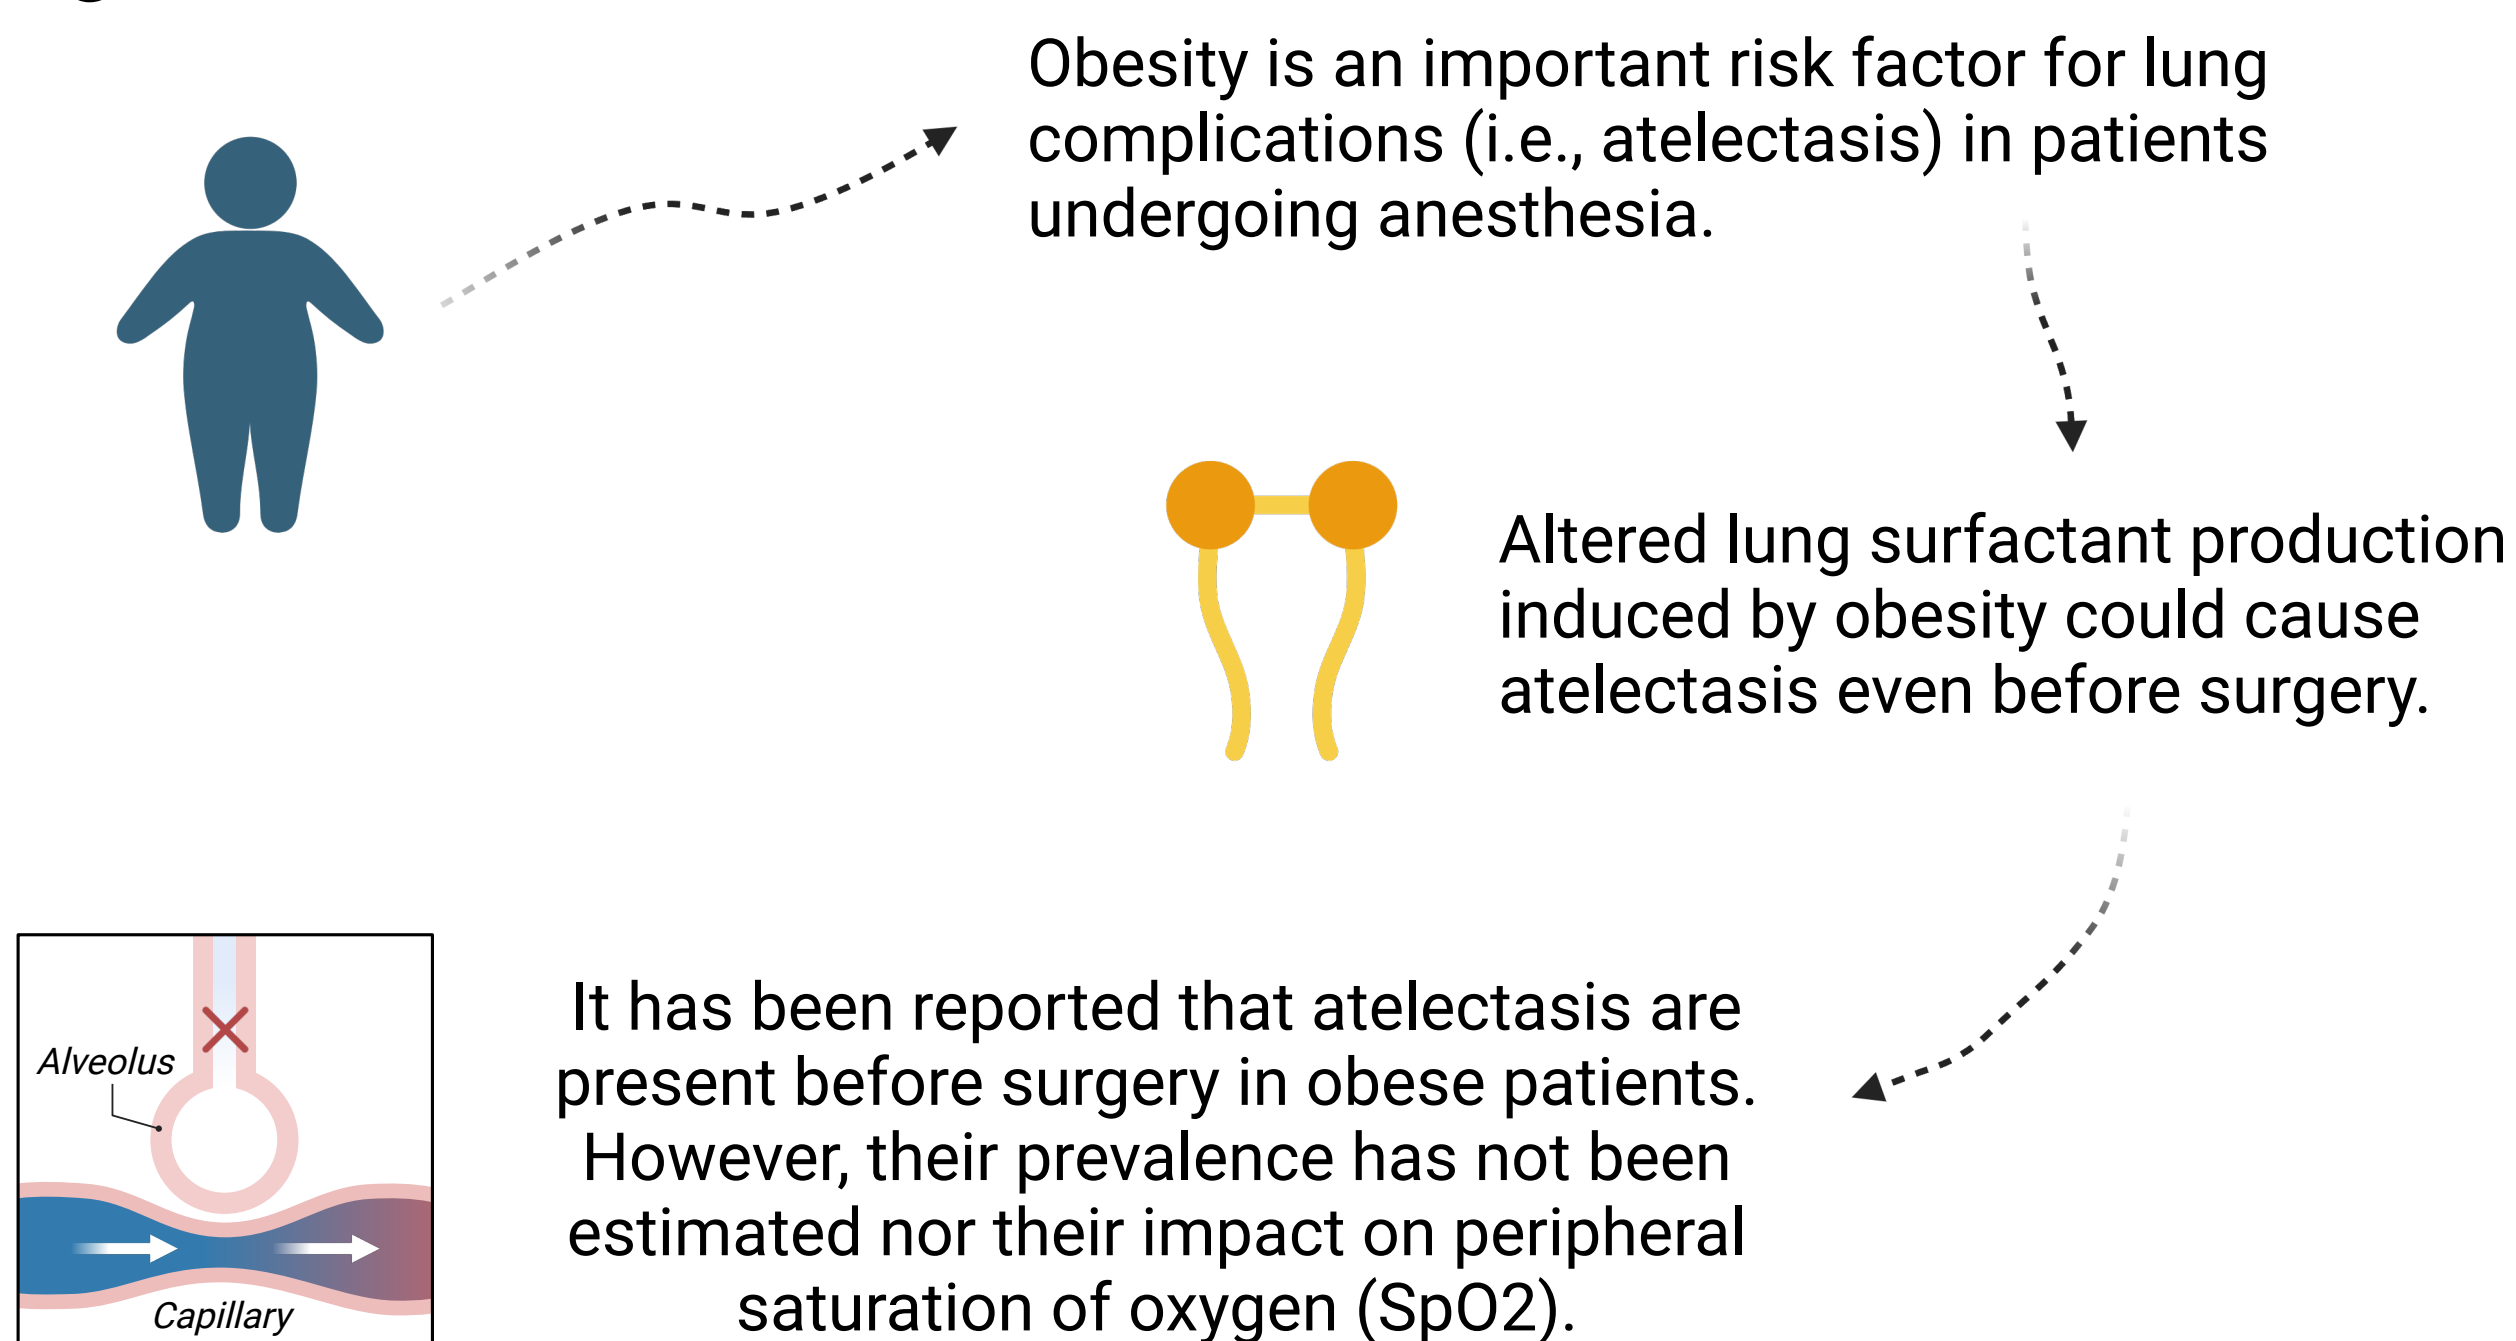 Obesity is an important risk factor for lung
complications (i.e., atelectasis) in patients
undergoing anesthesia.
Altered lung surfactant production
induced by obesity could cause
atelectasis even before surgery.
It has been reported that atelectasis are
present before surgery in obese patients.
However, their prevalence has not been
estimated nor their impact on peripheral
saturation of oxygen (SpO2).
Alveolus
Capillary